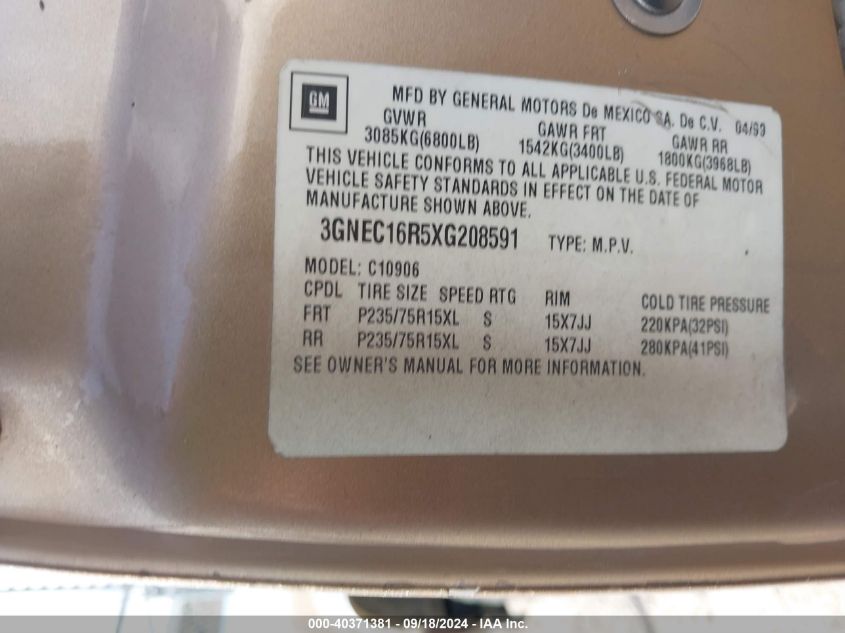 GM
MFD BY GENERAL MOTORS De MEXICO SA. De C.V. 04/99
GVWR GAWR FRT GAWR RR
3085KG(6800LB) 1542KG(3400LB) 1800KG(3968LB)
THIS VEHICLE CONFORMS TO ALL APPLICABLE U.S. FEDERAL MOTOR
VEHICLE SAFETY STANDARDS IN EFFECT ON THE DATE OF
MANUFACTURE SHOWN ABOVE.
3GNEC16R5XG208591 TYPE: M.P.V.
MODEL: C10906
CPDL TIRE SIZE SPEED RTG RIM COLD TIRE PRESSURE
FRT P235/75R15XL S 15X7JJ 220KPA(32PSI)
RR P235/75R15XL S 15X7JJ 280KPA(41PSI)
SEE OWNER'S MANUAL FOR MORE INFORMATION.
000-40371381 - 09/18/2024 - IAA Inc.